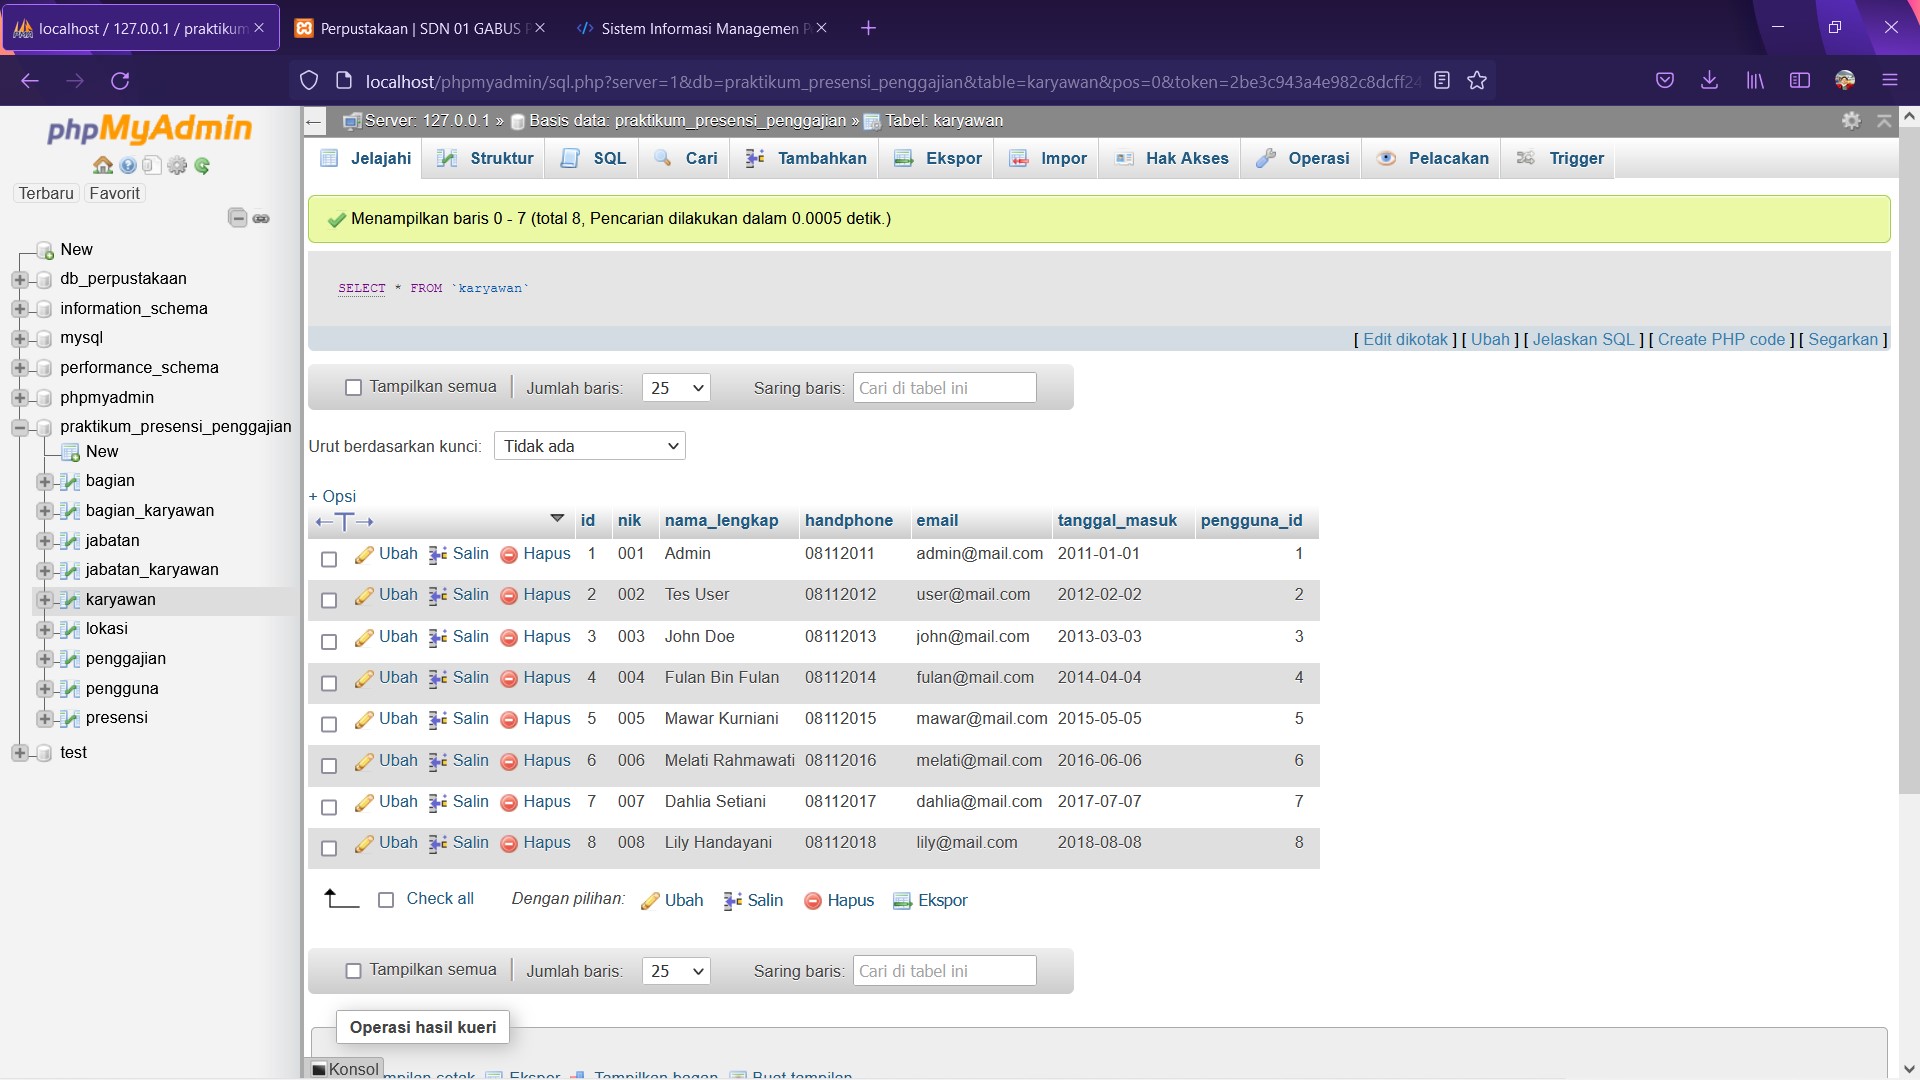 localhost / 127.0.0.1 / praktikum
Perpustakaan | SDN 01 GABUS
Sistem Informasi Managemen
localhost/phpmyadmin/sql.php?server=1&db=praktikum_presensi_penggajian&table=karyawan&pos=0&token=2be3c943a4e982c8dcff24
phpMyAdmin
Terbaru Favorit
New
db_perpustakaan
information_schema
mysql
performance_schema
phpmyadmin
praktikum_presensi_penggajian
New
bagian
bagian_karyawan
jabatan
jabatan_karyawan
karyawan
lokasi
penggajian
pengguna
presensi
test
Server: 127.0.0.1 » Basis data: praktikum_presensi_penggajian » Tabel: karyawan
Jelajahi Struktur SQL Cari Tambahkan Ekspor Impor Hak Akses Operasi Pelacakan Trigger
Menampilkan baris 0 - 7 (total 8, Pencarian dilakukan dalam 0.0005 detik.)
SELECT * FROM `karyawan`
[ Edit dikotak ] [ Ubah ] [ Jelaskan SQL ] [ Create PHP code ] [ Segarkan ]
Tampilkan semua Jumlah baris: 25 Saring baris: Cari di tabel ini
Urut berdasarkan kunci: Tidak ada
+ Opsi
←T→ id nik nama_lengkap handphone email tanggal_masuk pengguna_id
Ubah Salin Hapus 1 001 Admin 08112011 admin@mail.com 2011-01-01 1
Ubah Salin Hapus 2 002 Tes User 08112012 user@mail.com 2012-02-02 2
Ubah Salin Hapus 3 003 John Doe 08112013 john@mail.com 2013-03-03 3
Ubah Salin Hapus 4 004 Fulan Bin Fulan 08112014 fulan@mail.com 2014-04-04 4
Ubah Salin Hapus 5 005 Mawar Kurniani 08112015 mawar@mail.com 2015-05-05 5
Ubah Salin Hapus 6 006 Melati Rahmawati 08112016 melati@mail.com 2016-06-06 6
Ubah Salin Hapus 7 007 Dahlia Setiani 08112017 dahlia@mail.com 2017-07-07 7
Ubah Salin Hapus 8 008 Lily Handayani 08112018 lily@mail.com 2018-08-08 8
Check all Dengan pilihan: Ubah Salin Hapus Ekspor
Tampilkan semua Jumlah baris: 25 Saring baris: Cari di tabel ini
Operasi hasil kueri
Konsol
Ekspor Tampilkan bagan Buat tampilan